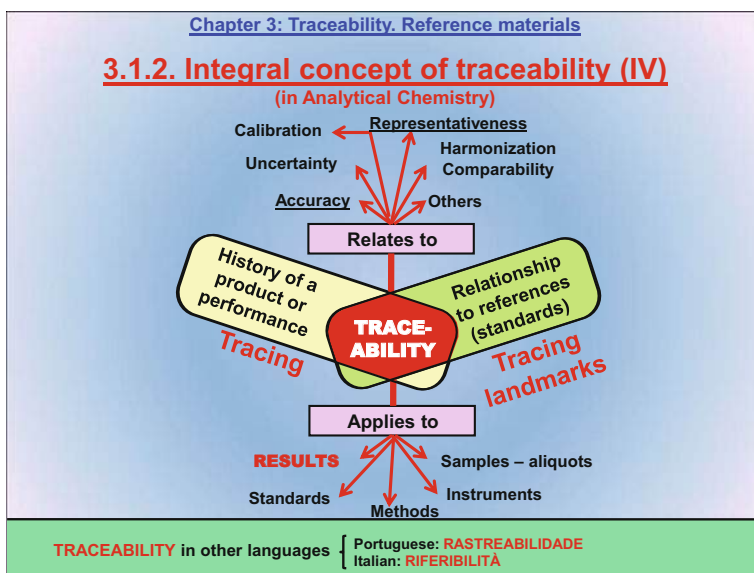 Chapter 3: Traceability. Reference materials
3.1.2. Integral concept of traceability (IV)
(in Analytical Chemistry)
Calibration
Representativeness
Uncertainty
Harmonization
Comparability
Accuracy
Others
Relates to
History of a
product or
performance
Tracing
TRACE-
ABILITY
Relationship
to references
(standards)
Tracing
landmarks
Applies to
RESULTS
Samples – aliquots
Standards
Instruments
Methods
TRACEABILITY in other languages
Portuguese: RASTREABILIDADE
Italian: RIFERIBILITÀ